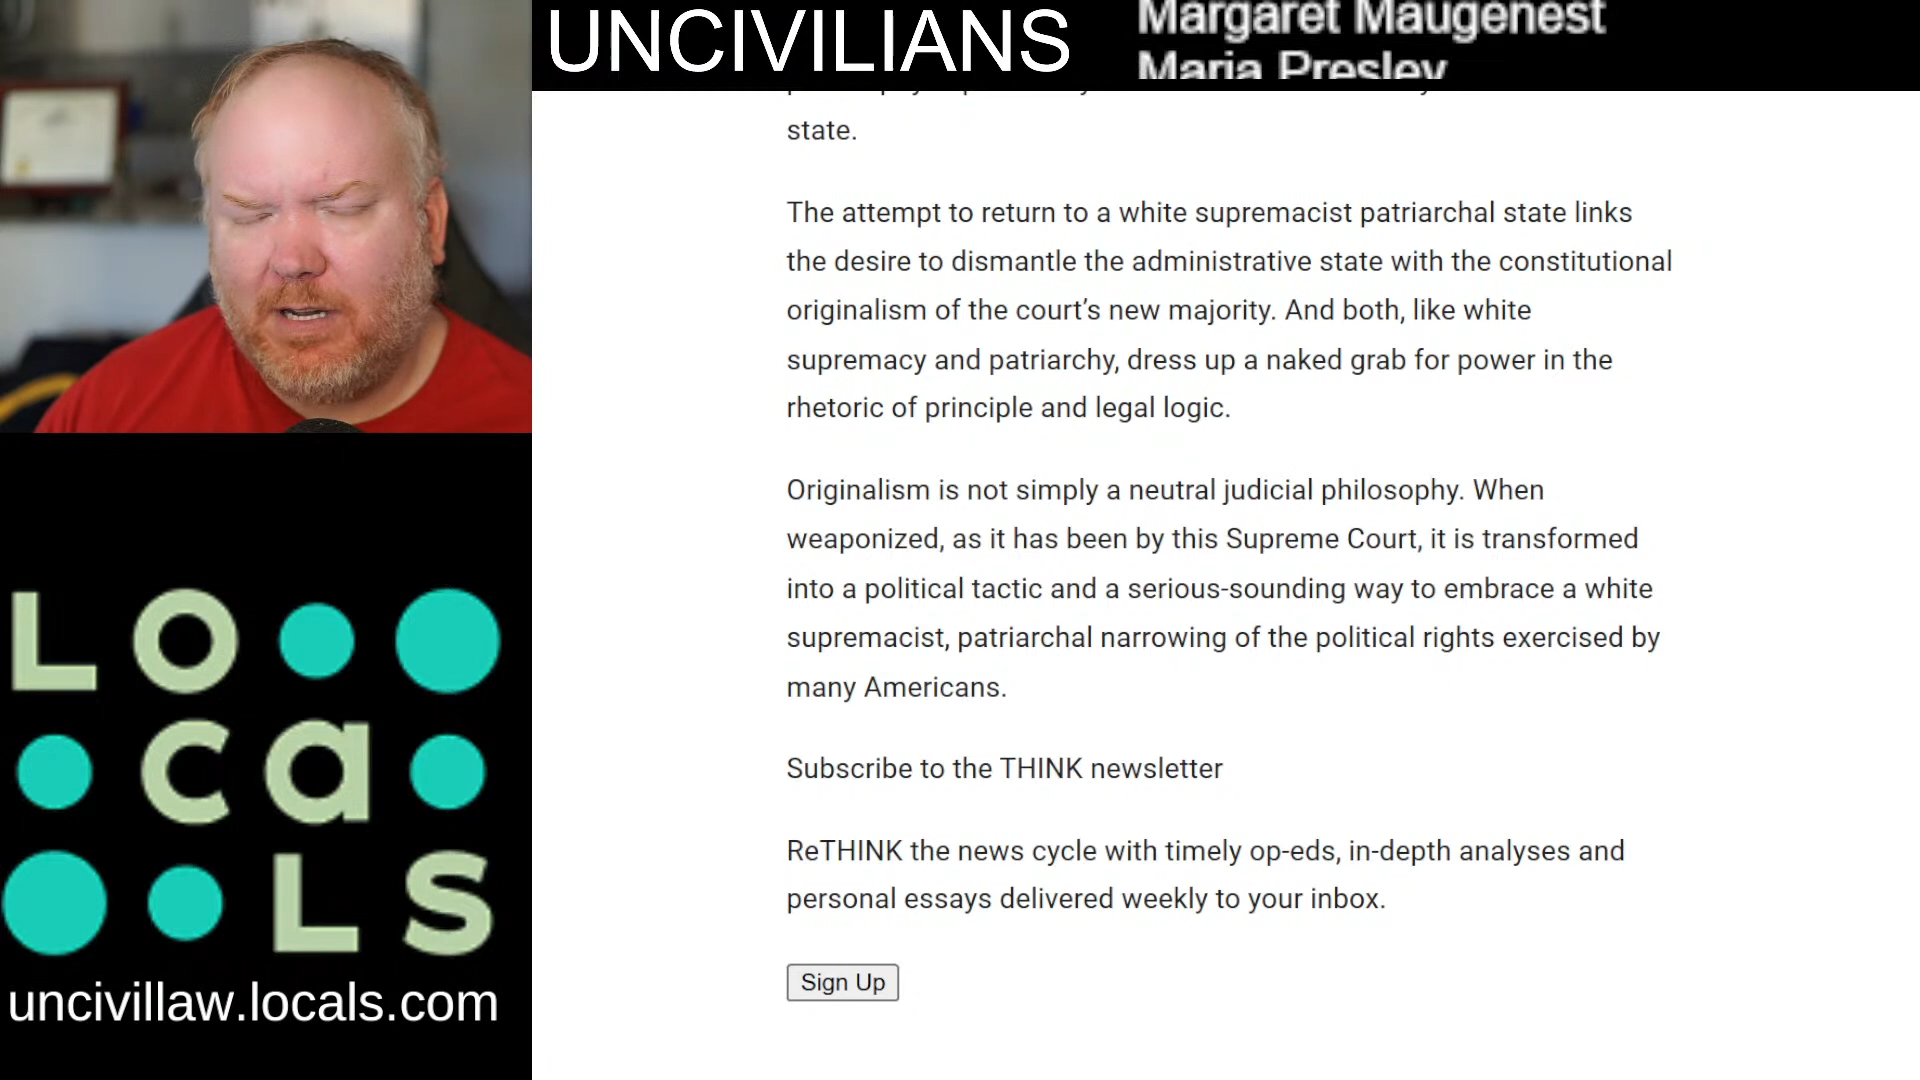 UNCIVILIANS
Margaret Maugenest
Maria Presley
state.
The attempt to return to a white supremacist patriarchal state links
the desire to dismantle the administrative state with the constitutional
originalism of the court’s new majority. And both, like white
supremacy and patriarchy, dress up a naked grab for power in the
rhetoric of principle and legal logic.
Originalism is not simply a neutral judicial philosophy. When
weaponized, as it has been by this Supreme Court, it is transformed
into a political tactic and a serious-sounding way to embrace a white
supremacist, patriarchal narrowing of the political rights exercised by
many Americans.
Subscribe to the THINK newsletter
ReTHINK the news cycle with timely op-eds, in-depth analyses and
personal essays delivered weekly to your inbox.
Sign Up
LO
ca
LS
uncivillaw.locals.com